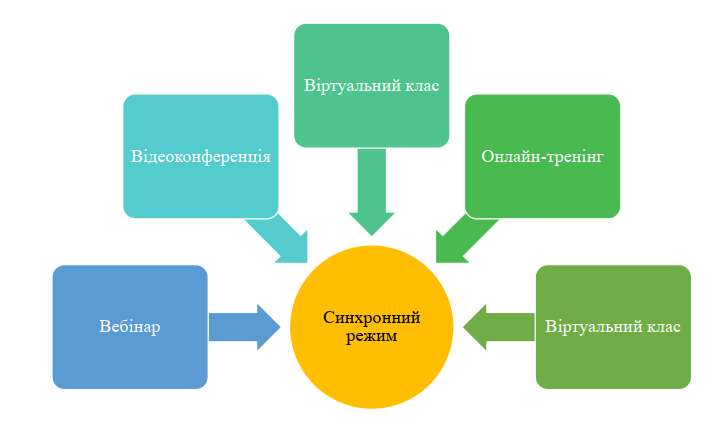 Віртуальний клас
Відеоконференція
Онлайн-тренінг
Вебінар
Синхронний
режим
Віртуальний клас